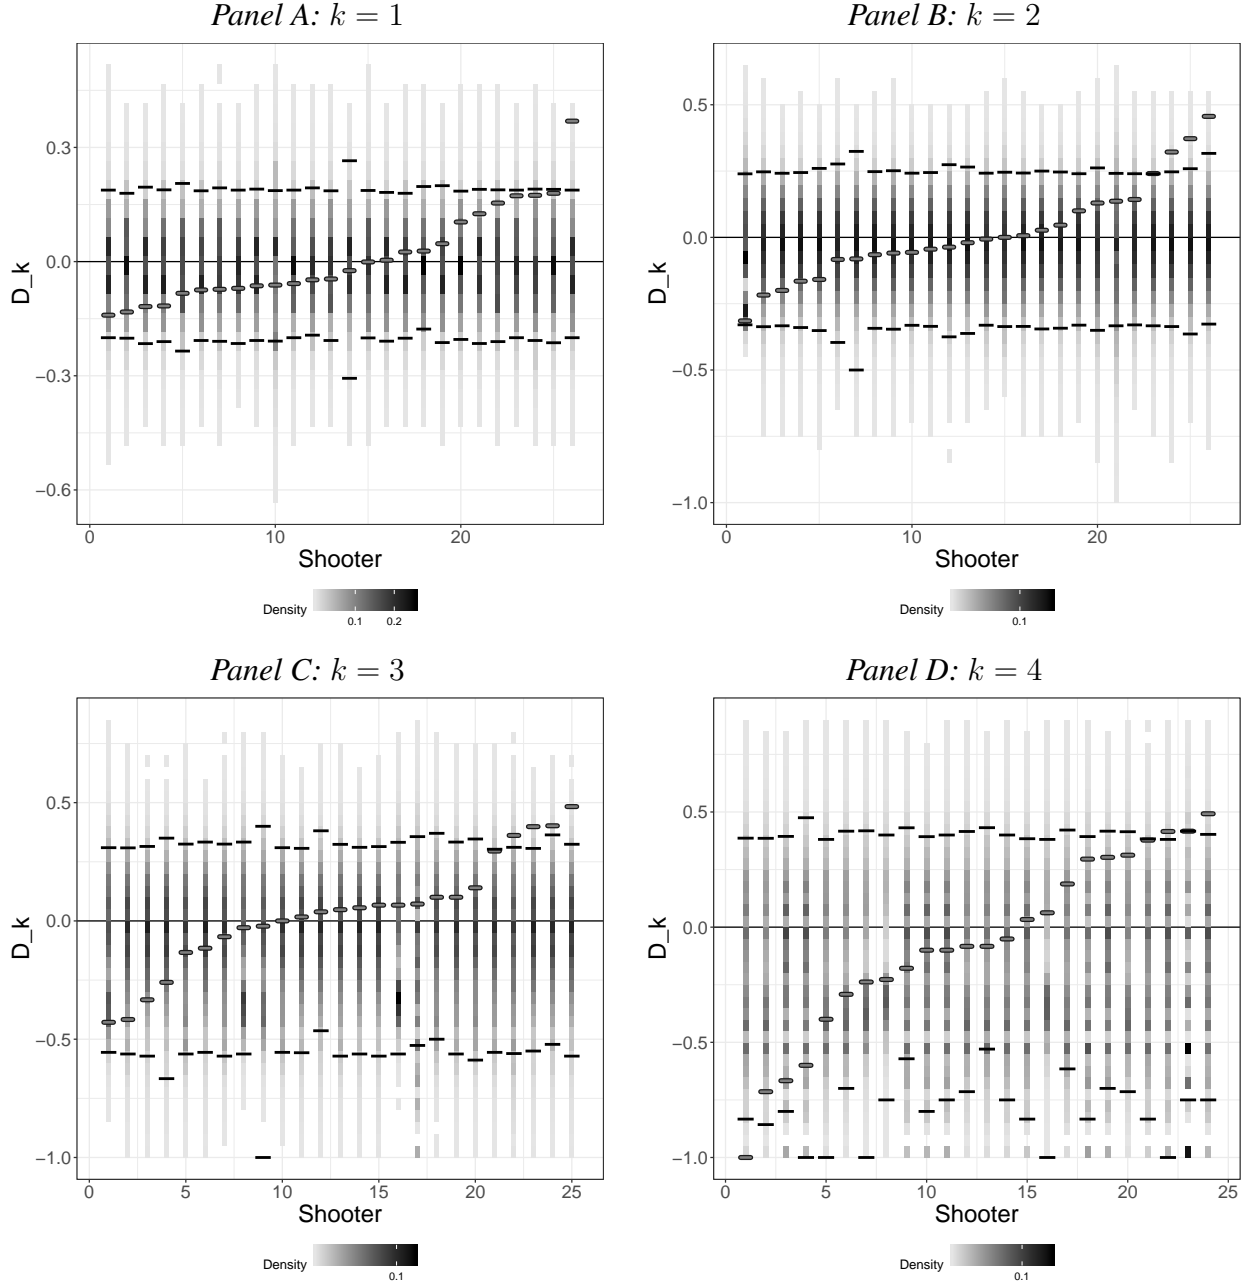 Panel A: k = 1
D_k
0.3
0.0
−0.3
−0.6
0 10 20
Shooter
Density
0.1 0.2
Panel B: k = 2
D_k
0.5
0.0
−0.5
−1.0
0 10 20
Shooter
Density
0.1
Panel C: k = 3
D_k
0.5
0.0
−0.5
−1.0
0 5 10 15 20 25
Shooter
Density
0.1
Panel D: k = 4
D_k
0.5
0.0
−0.5
−1.0
0 5 10 15 20 25
Shooter
Density
0.1